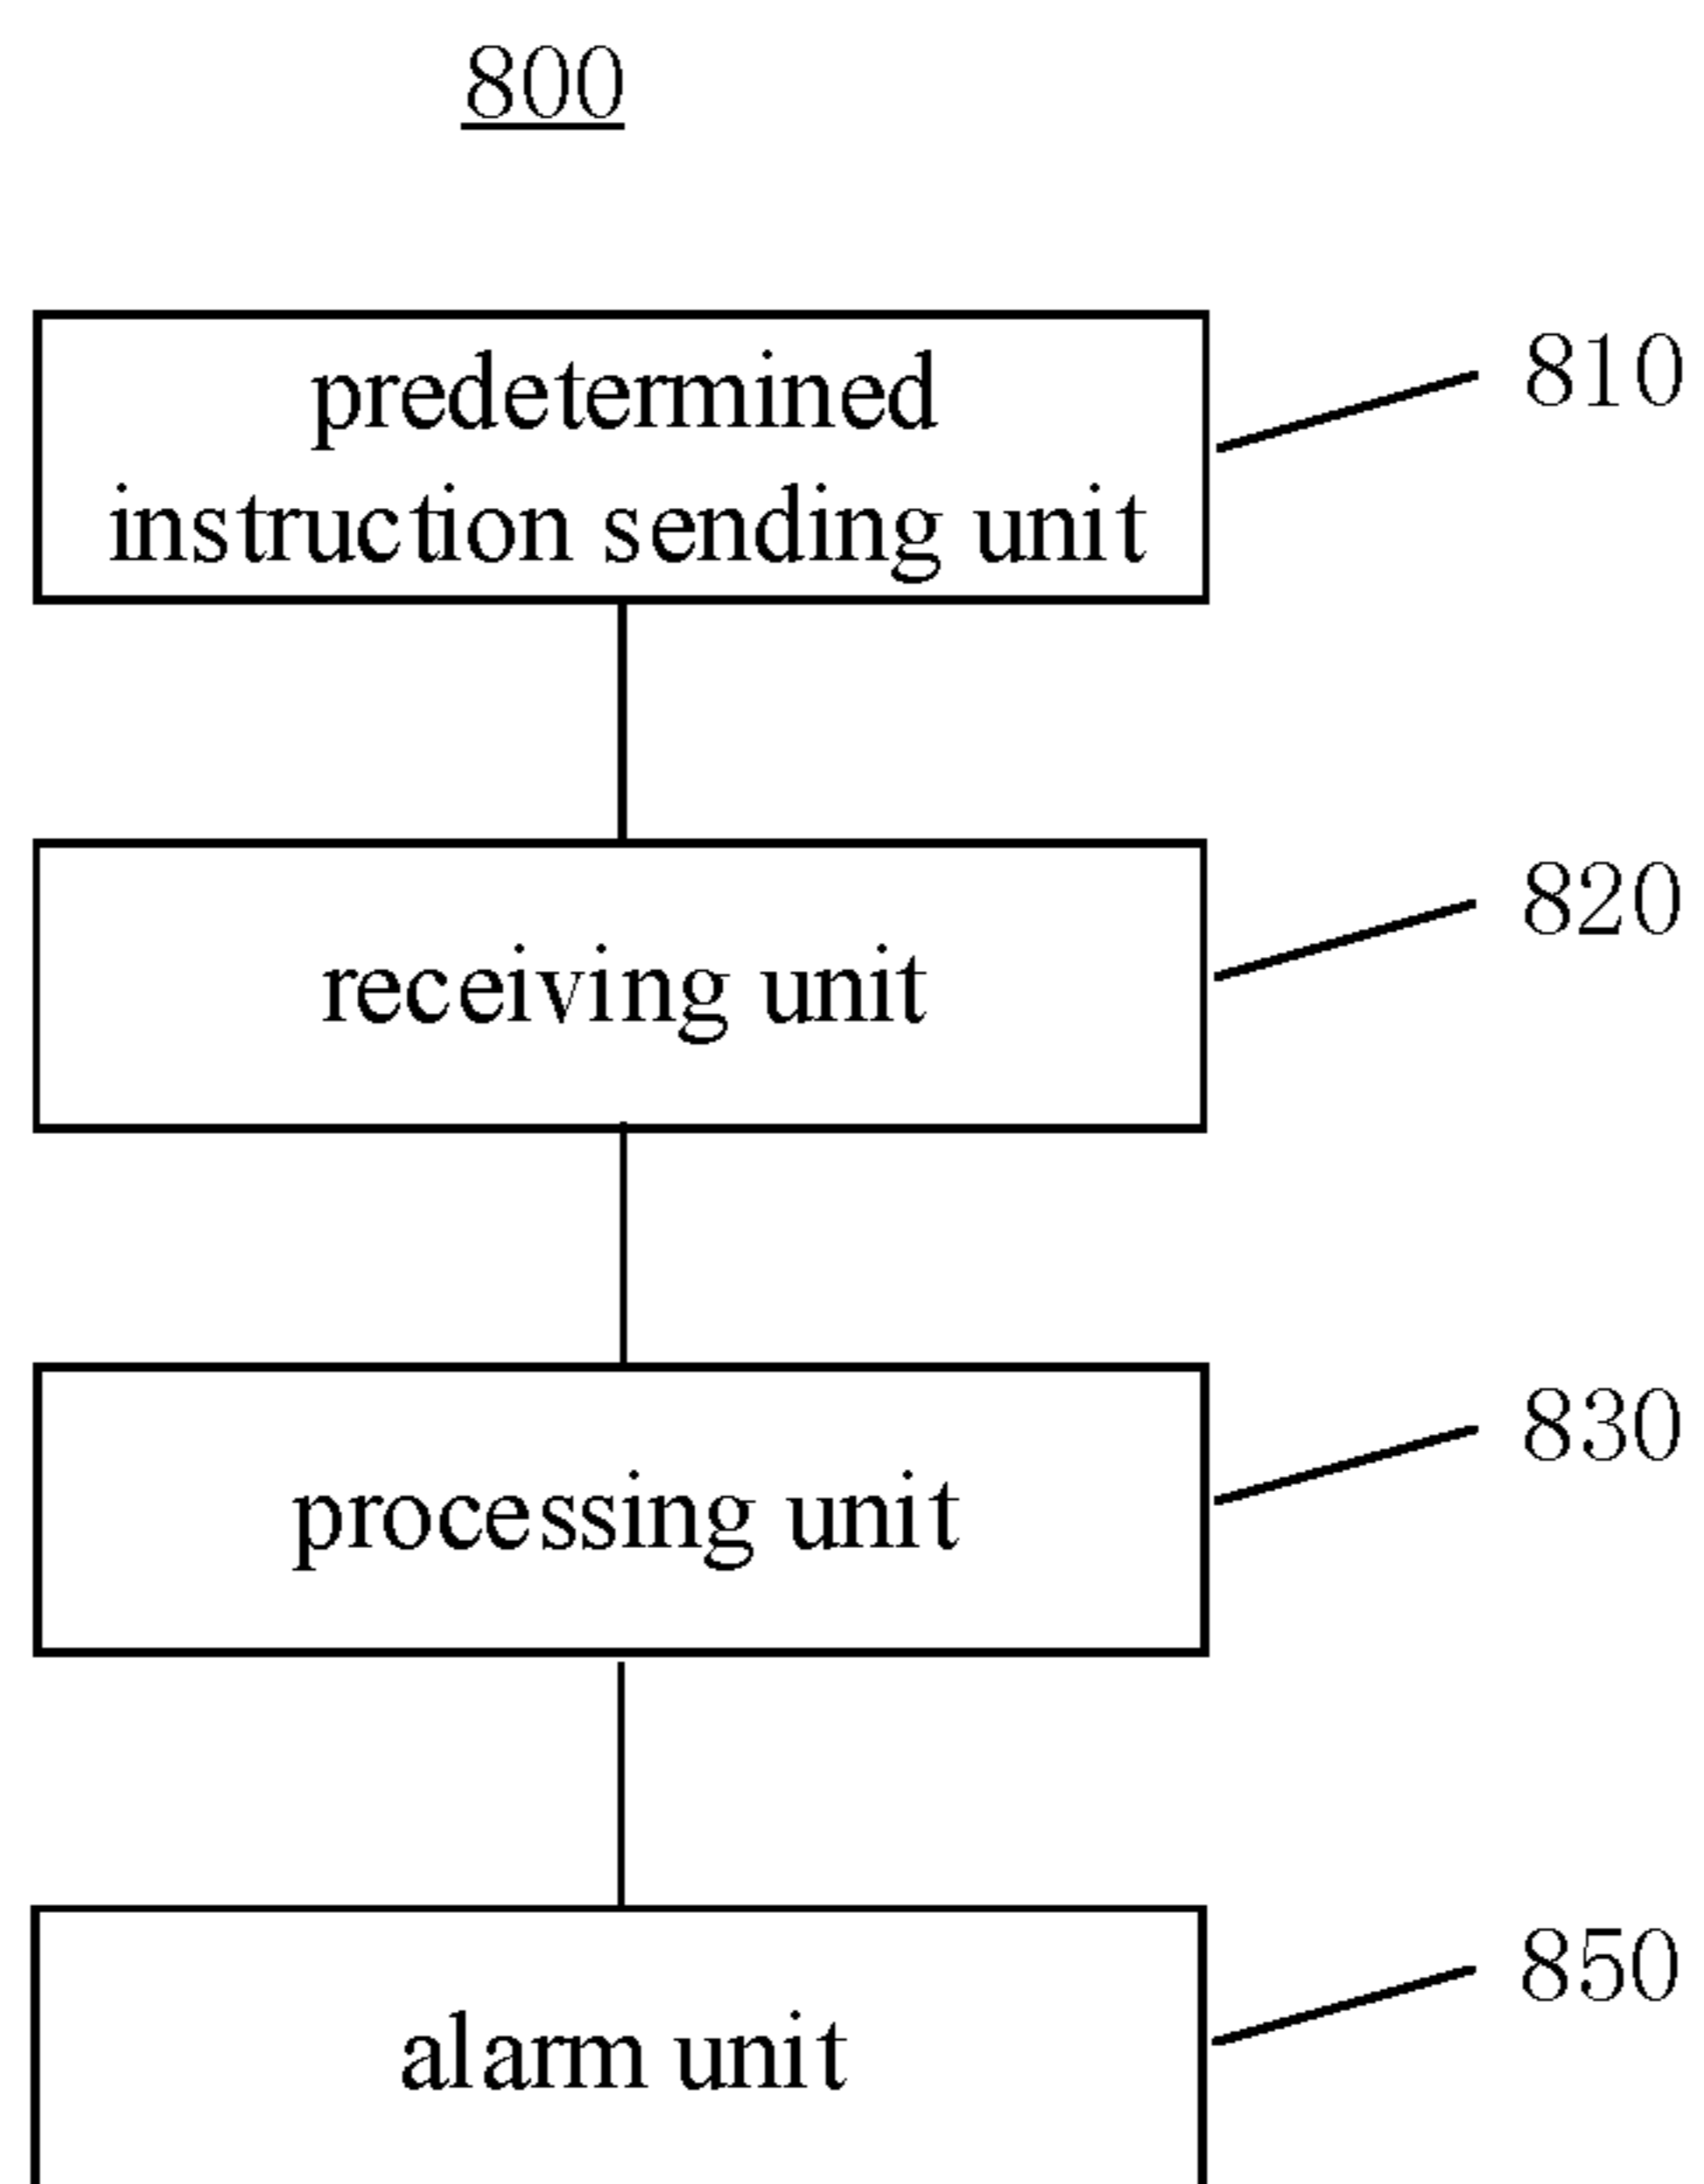 800
predetermined
instruction sending unit
810
receiving unit
820
processing unit
830
alarm unit
850